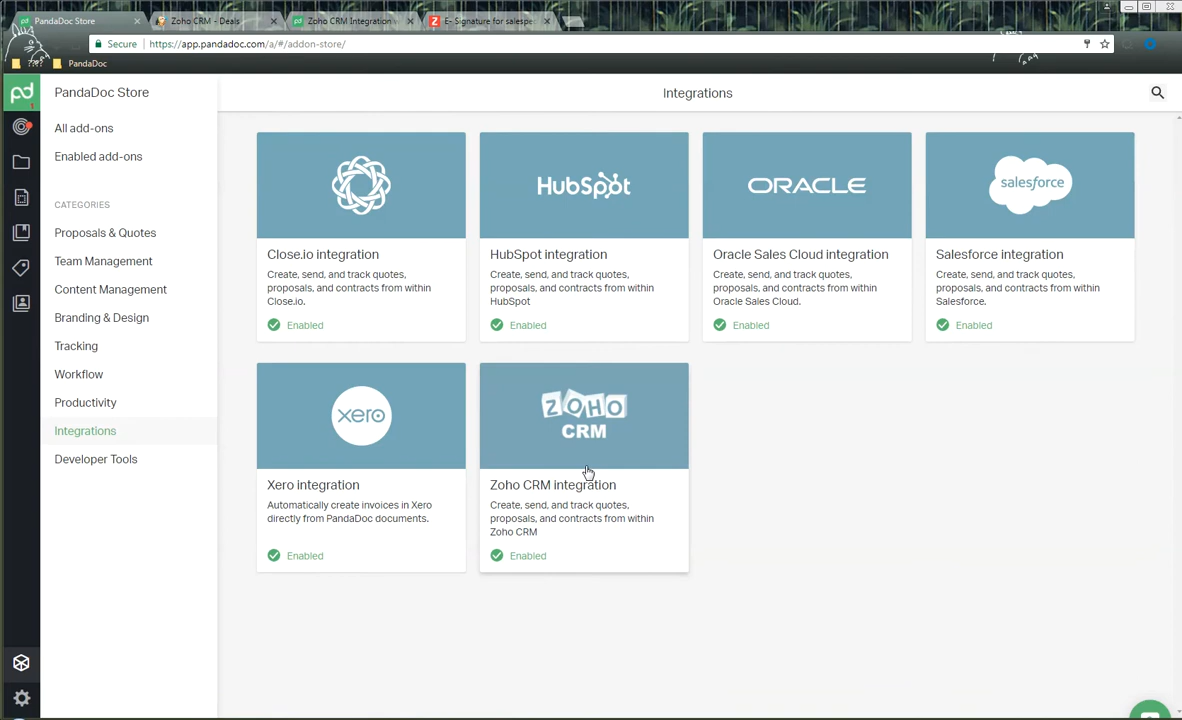 PandaDoc Store
Zoho CRM - Deals
Zoho CRM Integration
E- Signature for salespe
Secure
https://app.pandadoc.com/a/#/addon-store/
PandaDoc
pd
1
PandaDoc Store
Integrations
All add-ons
Enabled add-ons
CATEGORIES
Proposals & Quotes
Team Management
Content Management
Branding & Design
Tracking
Workflow
Productivity
Integrations
Developer Tools
Close.io integration
Create, send, and track quotes,
proposals, and contracts from within
Close.io.
Enabled
HubSpot
HubSpot integration
Create, send, and track quotes,
proposals, and contracts from within
HubSpot
Enabled
ORACLE
Oracle Sales Cloud integration
Create, send, and track quotes,
proposals, and contracts from within
Oracle Sales Cloud.
Enabled
salesforce
Salesforce integration
Create, send, and track quotes,
proposals, and contracts from within
Salesforce.
Enabled
xero
Xero integration
Automatically create invoices in Xero
directly from PandaDoc documents.
Enabled
ZOHO
CRM
Zoho CRM integration
Create, send, and track quotes,
proposals, and contracts from within
Zoho CRM
Enabled